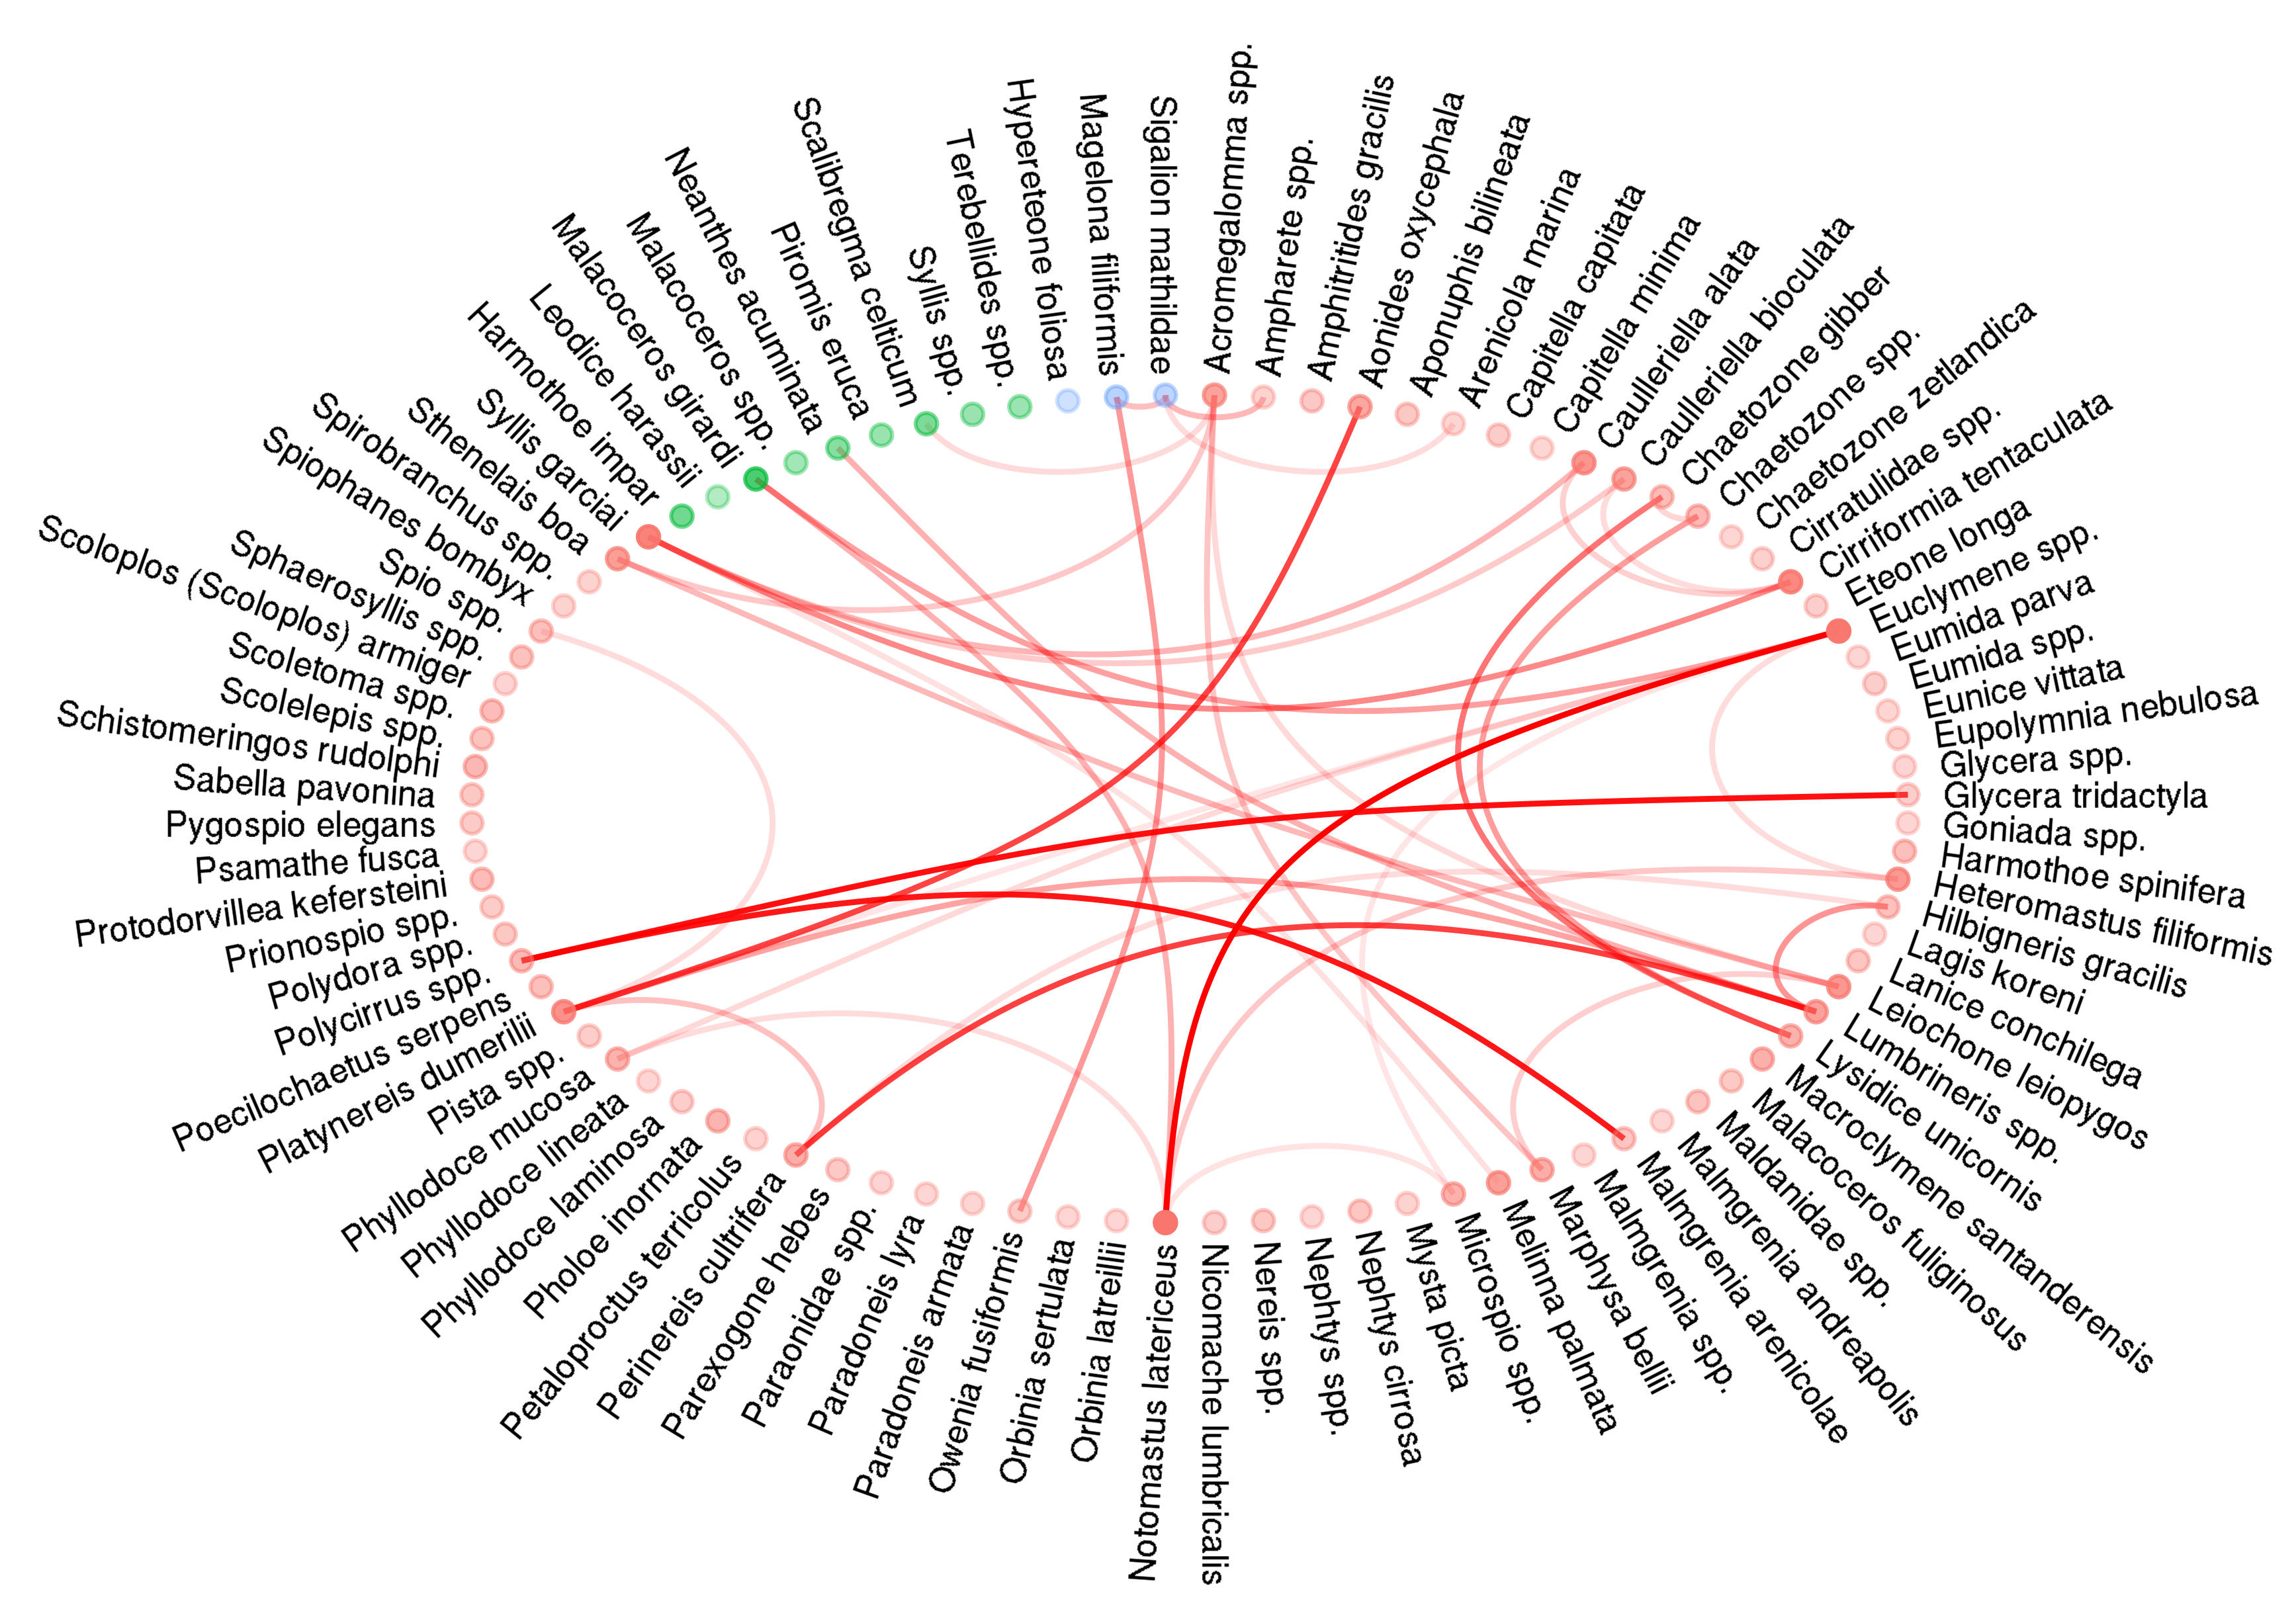 Acromegalomma spp.
Ampharete spp.
Amphitritides gracilis
Aonides oxycephala
Aponuphis bilineata
Arenicola marina
Capitella capitata
Capitella minima
Caulleriella alata
Caulleriella bioculata
Chaetozone gibber
Chaetozone spp.
Chaetozone zetlandica
Cirratulidae spp.
Cirriformia tentaculata
Eteone longa
Euclymene spp.
Eumida parva
Eumida spp.
Eunice vittata
Eupolymnia nebulosa
Glycera spp.
Glycera tridactyla
Goniada spp.
Harmothoe spinifera
Heteromastus filiformis
Hilbigneris gracilis
Lagis koreni
Lanice conchilega
Leiochone leiopygos
Lumbrineris spp.
Lysidice unicornis
Macroclymene santanderensis
Malacoceros fuliginosus
Maldanidae spp.
Malmgrenia andreapolis
Malmgrenia arenicolae
Malmgrenia spp.
Marphysa bellii
Melinna palmata
Microspio spp.
Mysta picta
Nephtys cirrosa
Nephtys spp.
Nereis spp.
Nicomache lumbricalis
Notomastus latericeus
Orbinia latreillii
Orbinia sertulata
Owenia fusiformis
Paradoneis armata
Paradoneis lyra
Paraonidae spp.
Parexogone hebes
Perinereis cultrifera
Petaloproctus terricolus
Pholoe inornata
Phyllodoce laminosa
Phyllodoce lineata
Phyllodoce mucosa
Pista spp.
Platynereis dumerilii
Poecilochaetus serpens
Polycirrus spp.
Polydora spp.
Prionospio spp.
Protodorvillea kefersteini
Psamathe fusca
Pygospio elegans
Sabella pavonina
Schistomeringos rudolphi
Scolelepis spp.
Scoletoma spp.
Scoloplos (Scoloplos) armiger
Sphaerosyllis spp.
Spio spp.
Spiophanes bombyx
Spirobranchus spp.
Sthenelais boa
Syllis garciai
Harmothoe impar
Leodice harassii
Malacoceros girardi
Malacoceros spp.
Neanthes acuminata
Piromis eruca
Scalibregma celticum
Syllis spp.
Terebellides spp.
Hypereteone foliosa
Magelona filiformis
Sigalion mathildae